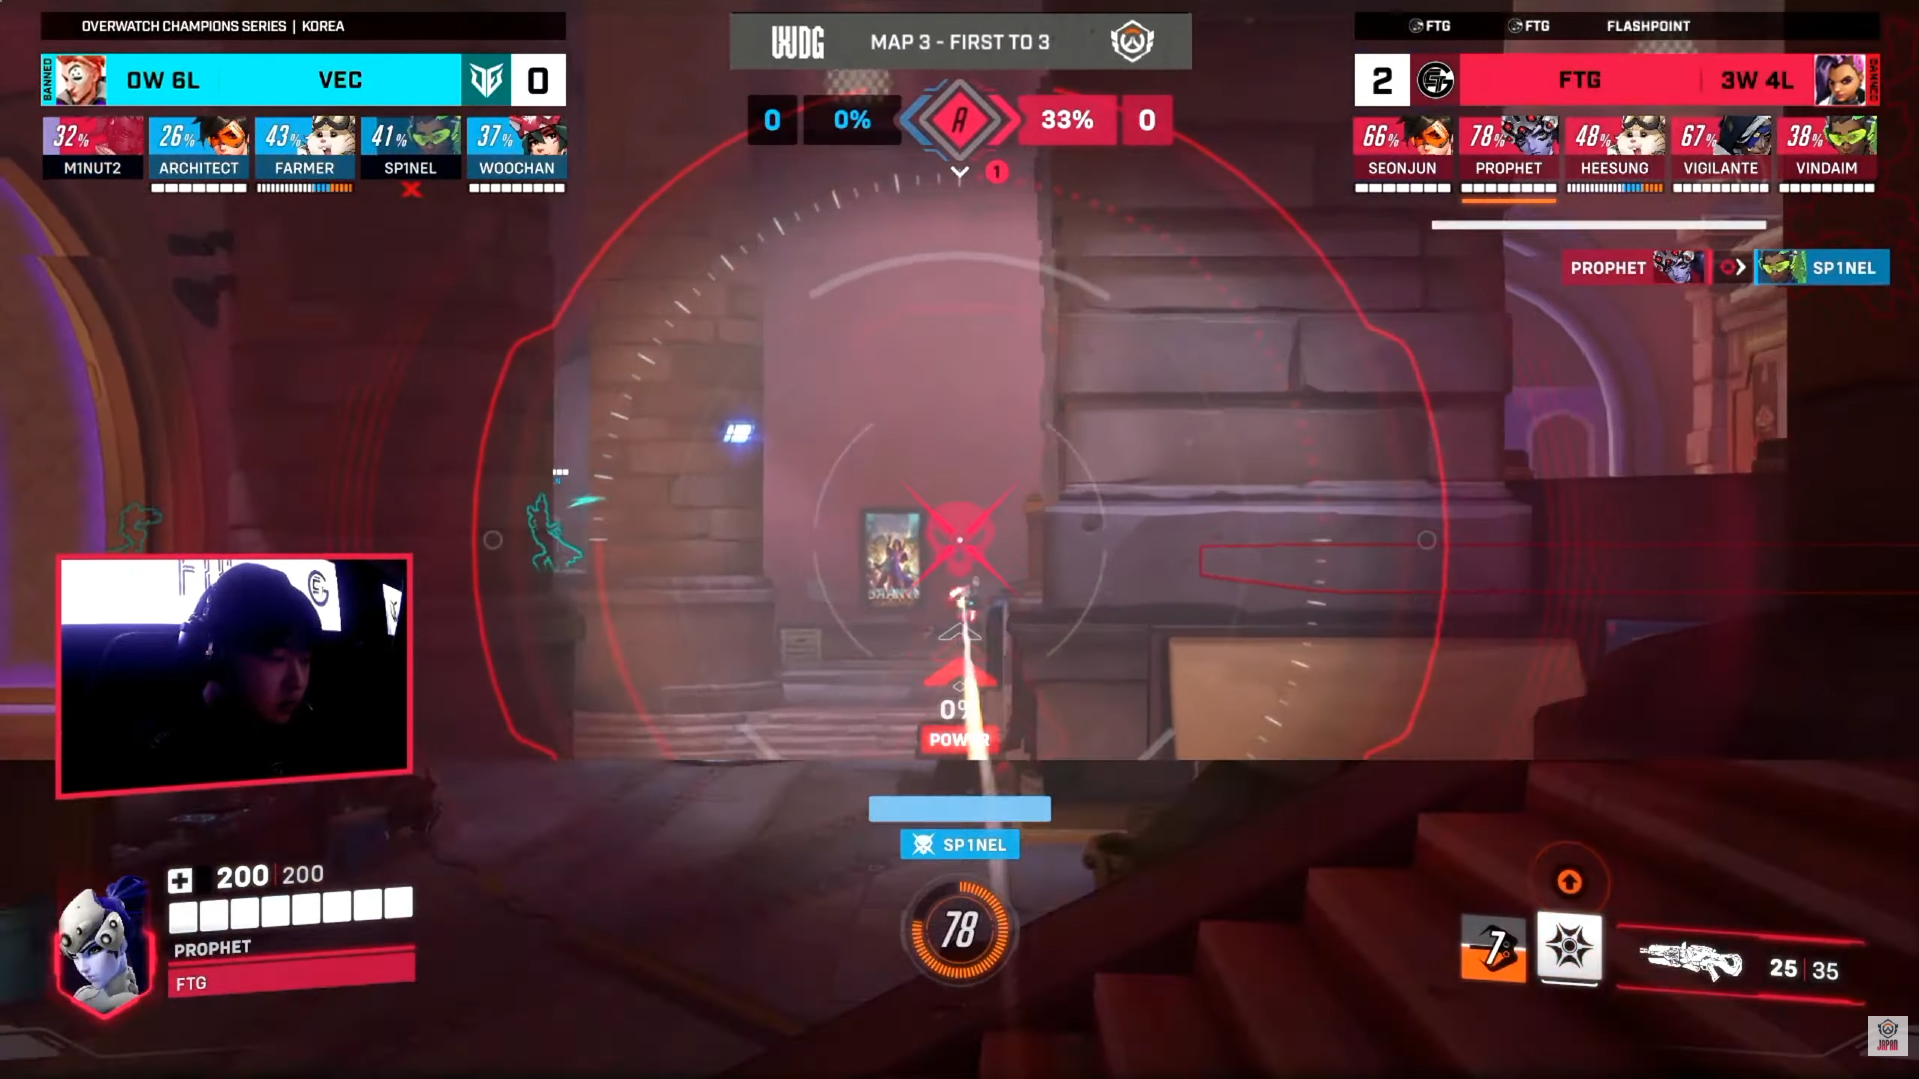 OVERWATCH CHAMPIONS SERIES | KOREA
BANNED
0W 6L
VEC
0
32%
26%
43%
41%
37%
M1NUT2
ARCHITECT
FARMER
SP1NEL
WOOCHAN
WDG
MAP 3 - FIRST TO 3
0
0%
A
33%
0
1
FTG
FTG
FLASHPOINT
2
FTG
3W 4L
BANNED
66%
78%
48%
67%
38%
SEONJUN
PROPHET
HEESUNG
VIGILANTE
VINDAIM
PROPHET
SP1NEL
0%
POWER
SP1NEL
78
200 | 200
PROPHET
FTG
7
25 | 35
JAPAN